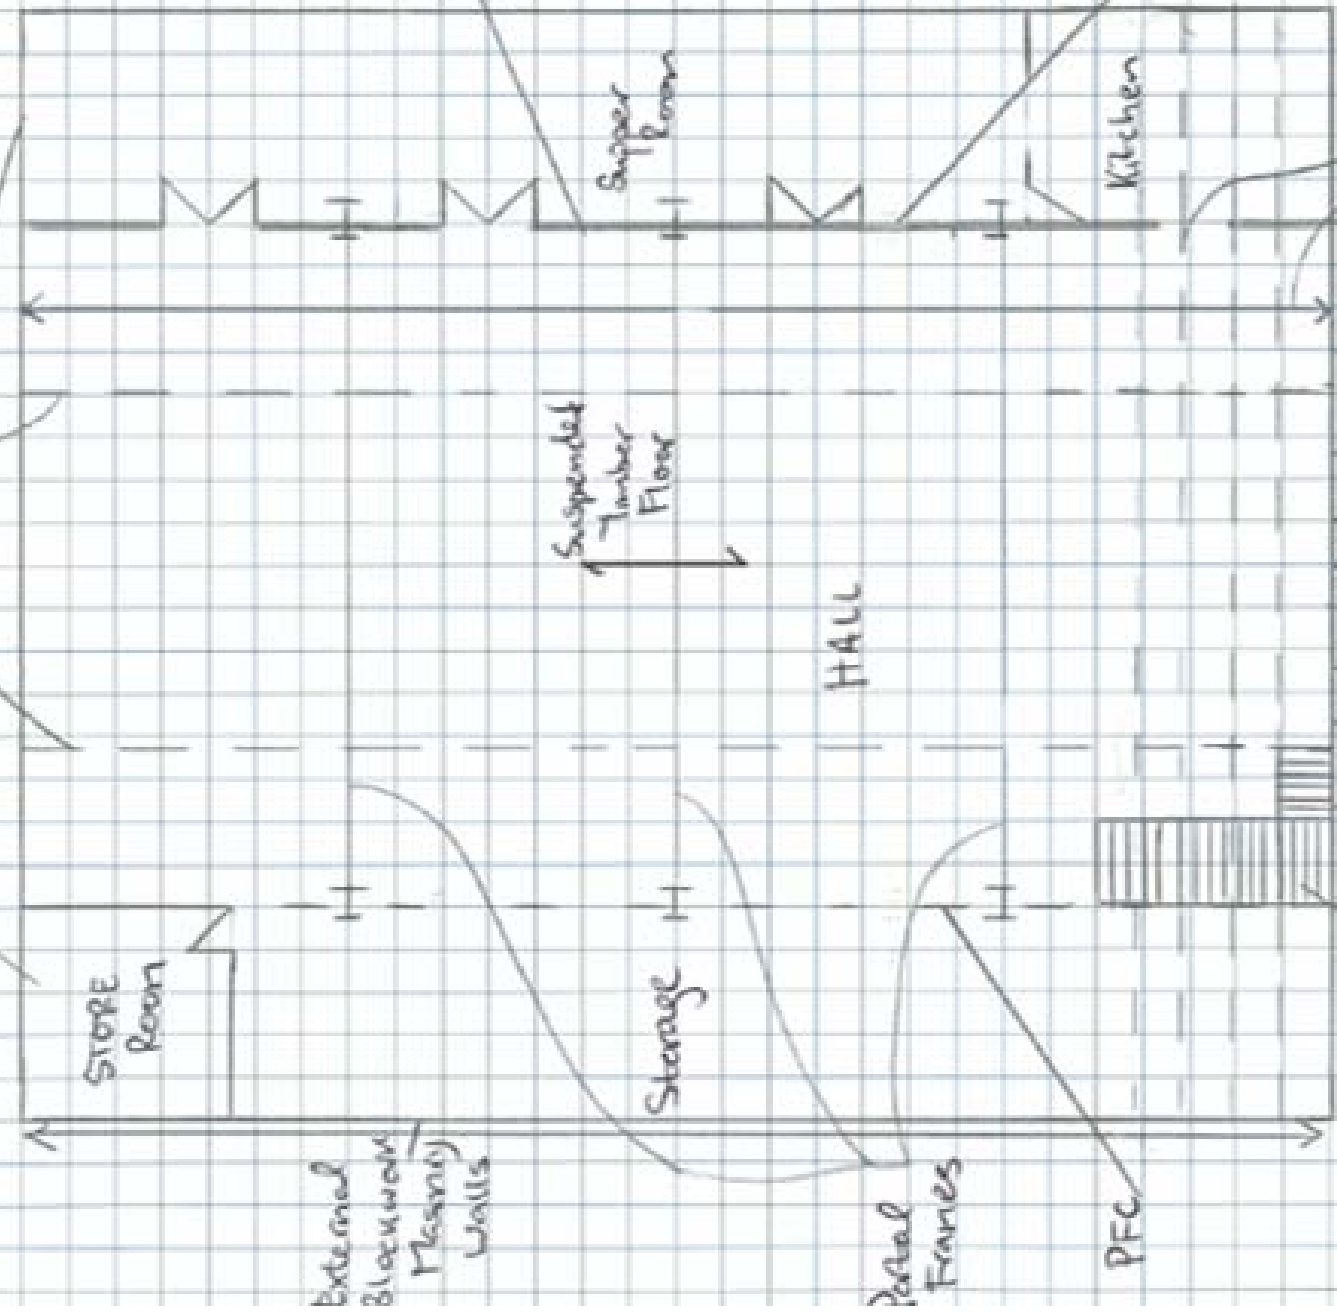 Supper
Room
Kitchen
Suspended
Timber
Floor
HALL
STORE
Room
Storage
External
Blockwork
Masonry
Walls
Portal
Frames
PFC